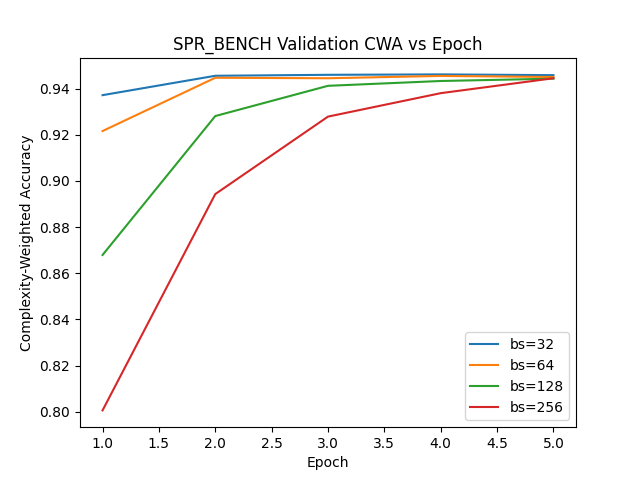 SPR_BENCH Validation CWA vs Epoch
Complexity-Weighted Accuracy
0.94
0.92
0.90
0.88
0.86
0.84
0.82
0.80
bs=32
bs=64
bs=128
bs=256
1.0 1.5 2.0 2.5 3.0 3.5 4.0 4.5 5.0
Epoch